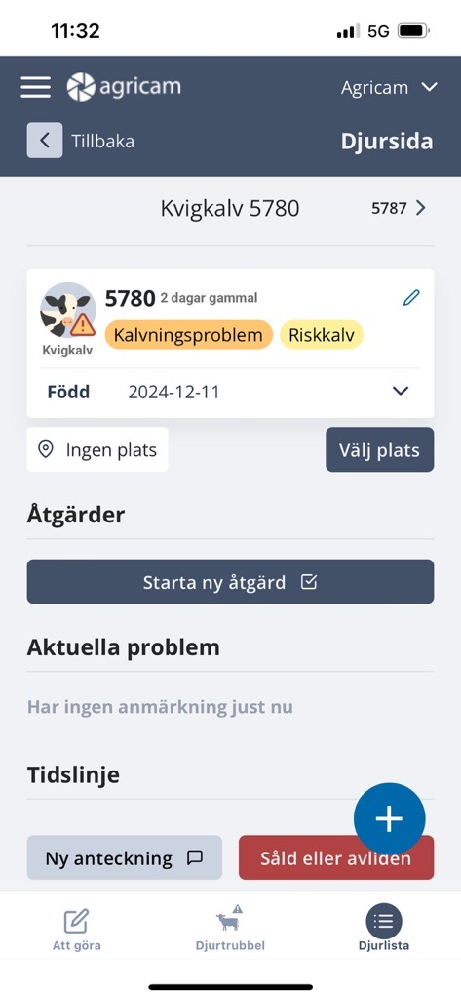 11:32
5G
agricam
Agricam
Tillbaka
Djursida
Kvigkalv 5780
5787
5780 2 dagar gammal
Kalvningsproblem Riskkalv
Kvigkalv
Född 2024-12-11
Ingen plats
Välj plats
Åtgärder
Starta ny åtgärd
Aktuella problem
Har ingen anmärkning just nu
Tidslinje
Ny anteckning
Såld eller avliden
Att göra
Djurtrubbel
Djurlista